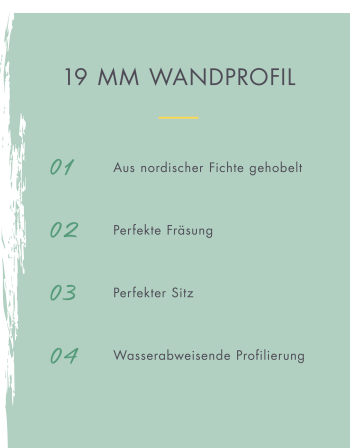 19 MM WANDPROFIL
01 Aus nordischer Fichte gehobelt
02 Perfekte Fräsung
03 Perfekter Sitz
04 Wasserabweisende Profilierung